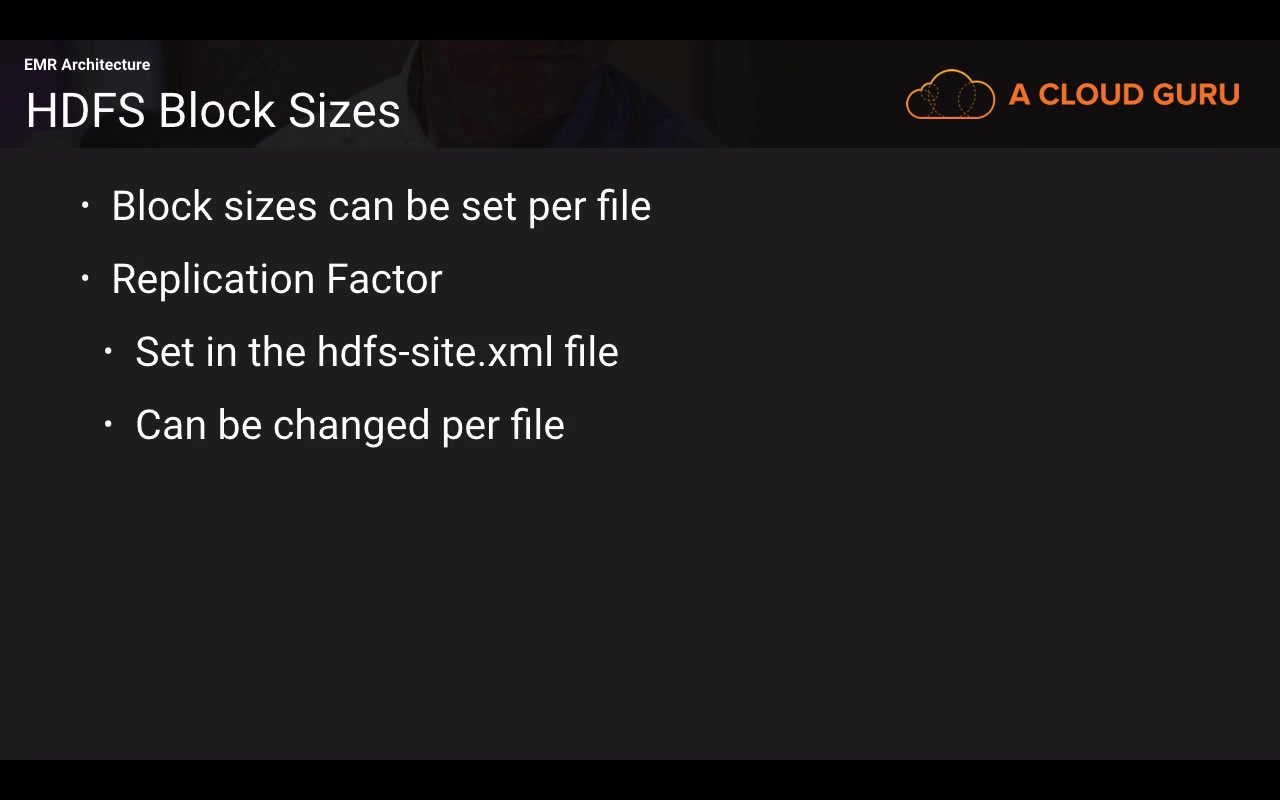 EMR Architecture
HDFS Block Sizes
A CLOUD GURU
• Block sizes can be set per file
• Replication Factor
• Set in the hdfs-site.xml file
• Can be changed per file